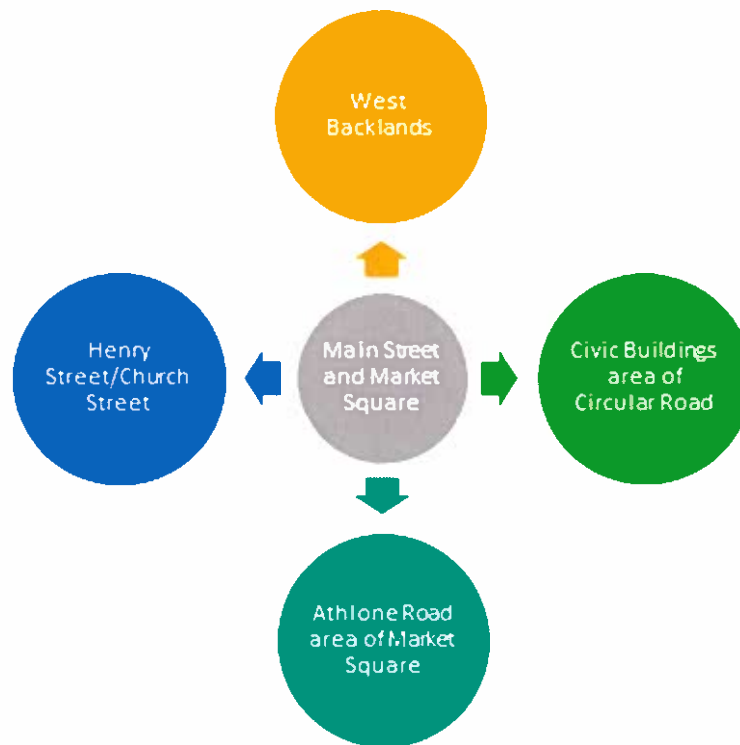 West
Backlands
Henry
Street/Church
Street
Main Street
and Market
Square
Civic Buildings
area of
Circular Road
Athlone Road
area of Market
Square